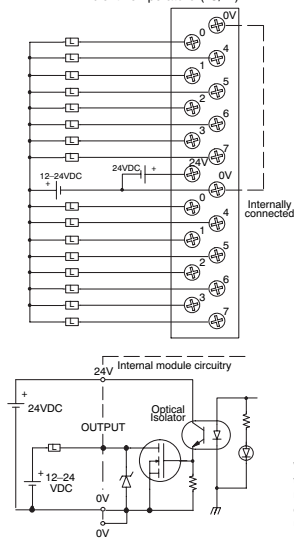 0V
L 0
L 4
L 1
L 5
L 2
L 6
L 3
L 7
24VDC + 24V
12–24VDC + 0V
Internally
connected
L 0
L 4
L 1
L 5
L 2
L 6
L 3
L 7
Internal module circuitry
24V
+
24VDC
Optical
Isolator
OUTPUT
L
+
12–24
VDC
0V
0V